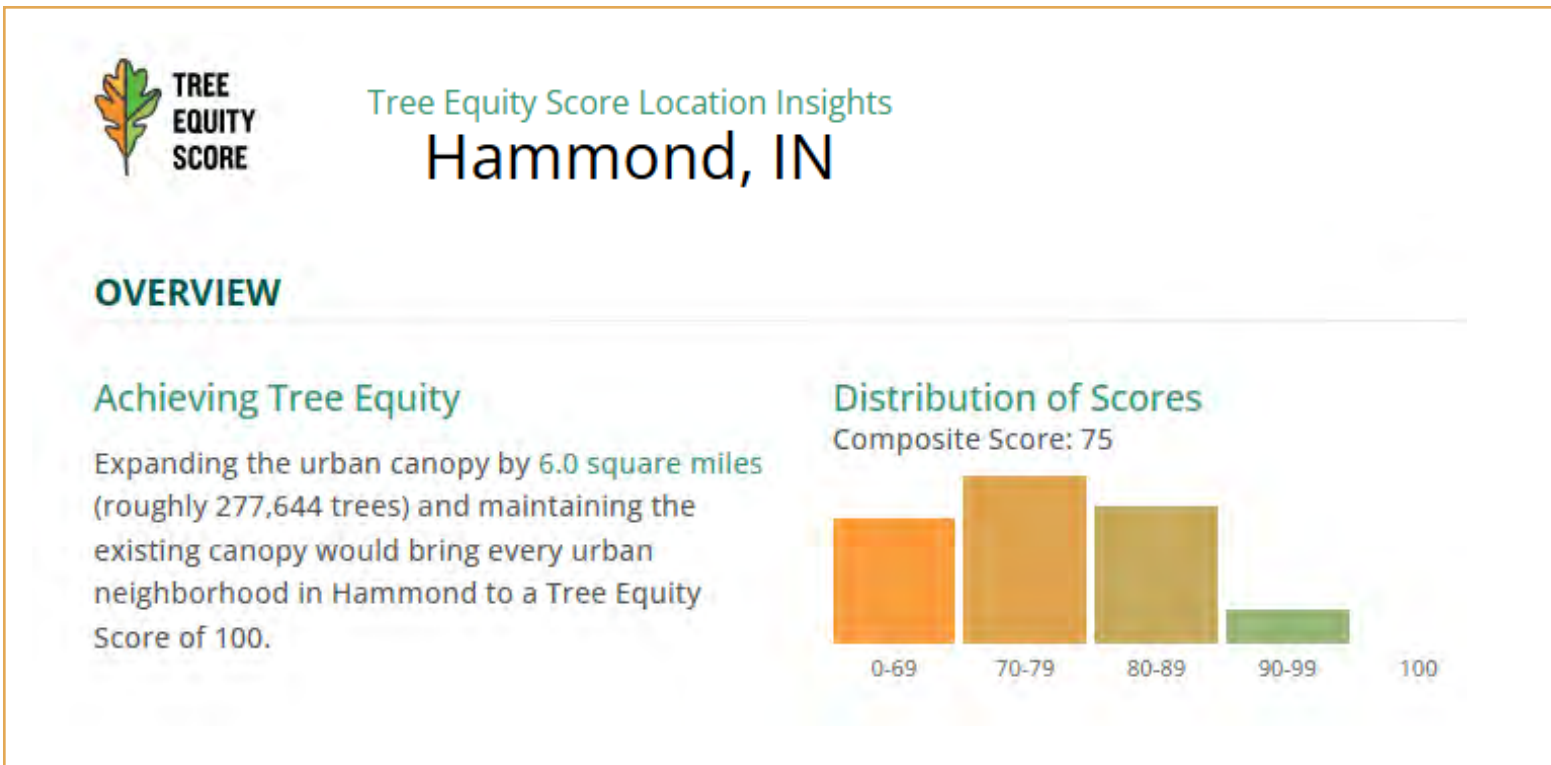 TREE
EQUITY
SCORE
Tree Equity Score Location Insights
Hammond, IN
OVERVIEW
Achieving Tree Equity
Expanding the urban canopy by 6.0 square miles
(roughly 277,644 trees) and maintaining the
existing canopy would bring every urban
neighborhood in Hammond to a Tree Equity
Score of 100.
Distribution of Scores
Composite Score: 75
0-69 70-79 80-89 90-99 100